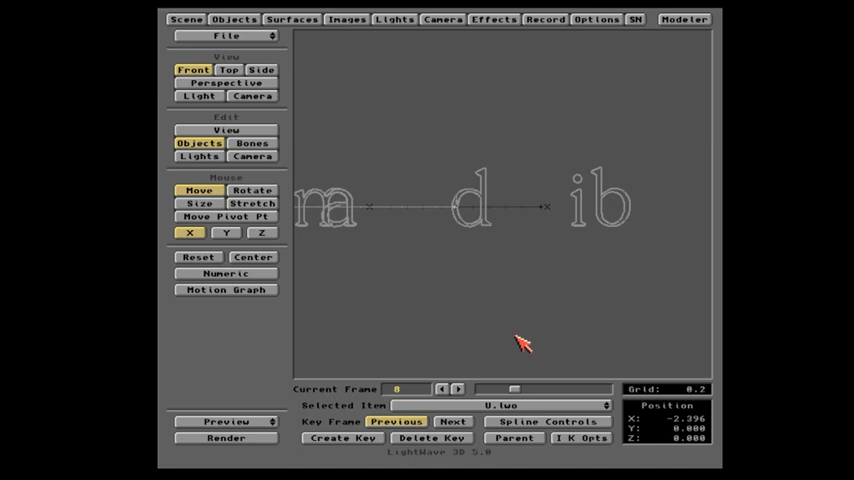 Scene Objects Surfaces Images Lights Camera Effects Record Options SN Modeler
File
View
Front Top Side
Perspective
Light Camera
Edit
View
Objects Bones
Lights Camera
Mouse
Move Rotate
Size Stretch
Move Pivot Pt
X Y Z
Reset Center
Numeric
Motion Graph
m a d ib
Current Frame 8
Grid: 0.2
Selected Item U.lwo
Position
X: -2.396
Y: 0.000
Z: 0.000
Key Frame Previous Next Spline Controls
Create Key Delete Key Parent I K Opts
Preview
Render
LightWave 3D 5.0